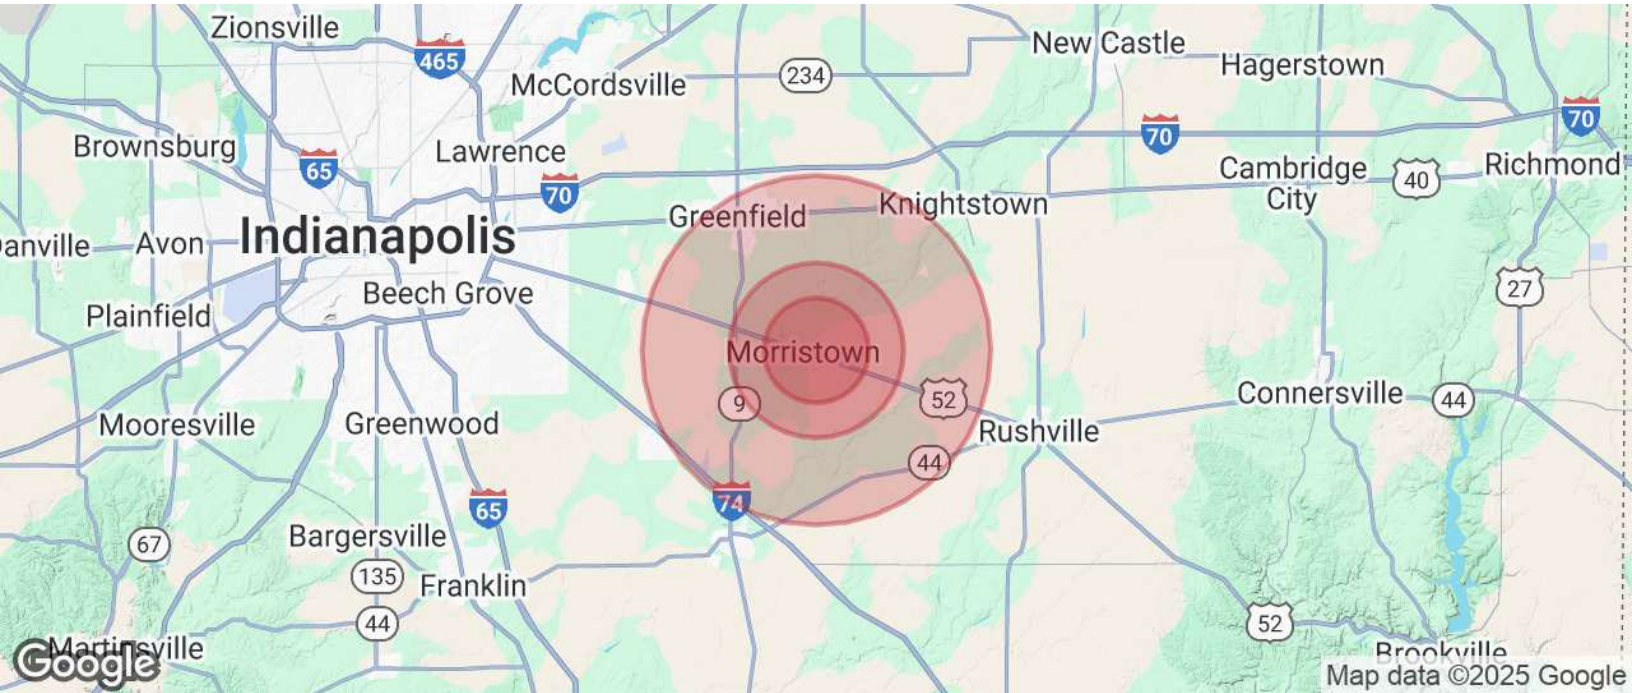 Zionsville
465
New Castle
Hagerstown
McCordsville
234
70
70
Brownsburg
65
Lawrence
70
Cambridge
City
40
Richmond
Greenfield
Knightstown
Indianapolis
Avon
27
Beech Grove
Plainfield
Morristown
9
52
Connersville
44
Mooresville
Greenwood
Rushville
44
65
74
67
Bargersville
135
Franklin
44
52
Martinsville
Brookville
Google
Map data ©2025 Google